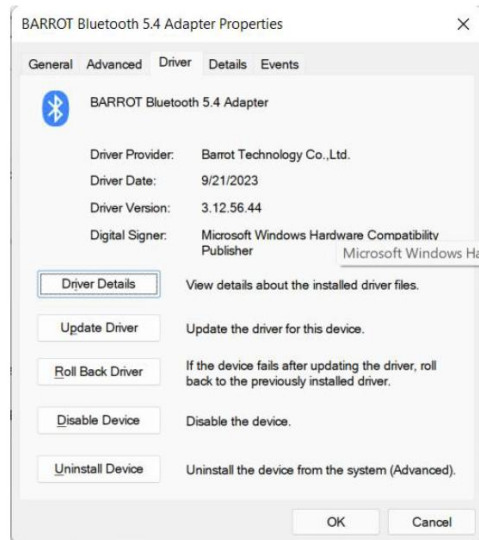 BARROT Bluetooth 5.4 Adapter Properties
General Advanced Driver Details Events
BARROT Bluetooth 5.4 Adapter
Driver Provider: Barrot Technology Co.,Ltd.
Driver Date: 9/21/2023
Driver Version: 3.12.56.44
Digital Signer: Microsoft Windows Hardware Compatibility
Publisher
Microsoft Windows Ha
Driver Details View details about the installed driver files.
Update Driver Update the driver for this device.
Roll Back Driver If the device fails after updating the driver, roll
back to the previously installed driver.
Disable Device Disable the device.
Uninstall Device Uninstall the device from the system (Advanced).
OK Cancel